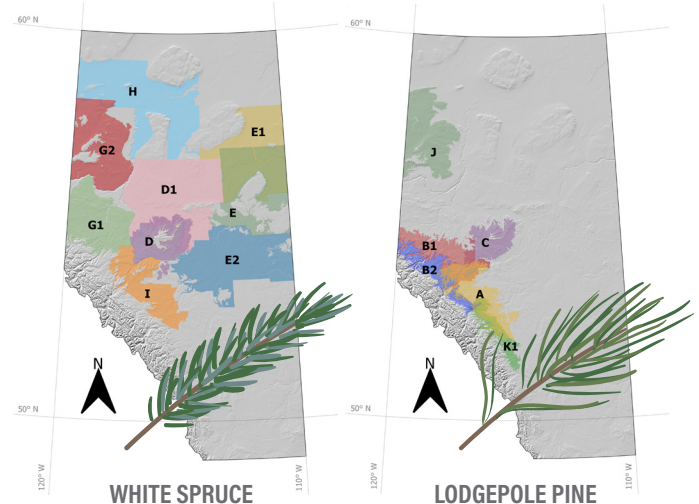 60° N
H
G2
E1
D1
E
G1
D
E2
I
N
50° N
120° W
110° W
WHITE SPRUCE
60° N
J
B1
C
B2
A
K1
N
50° N
120° W
110° W
LODGEPOLE PINE